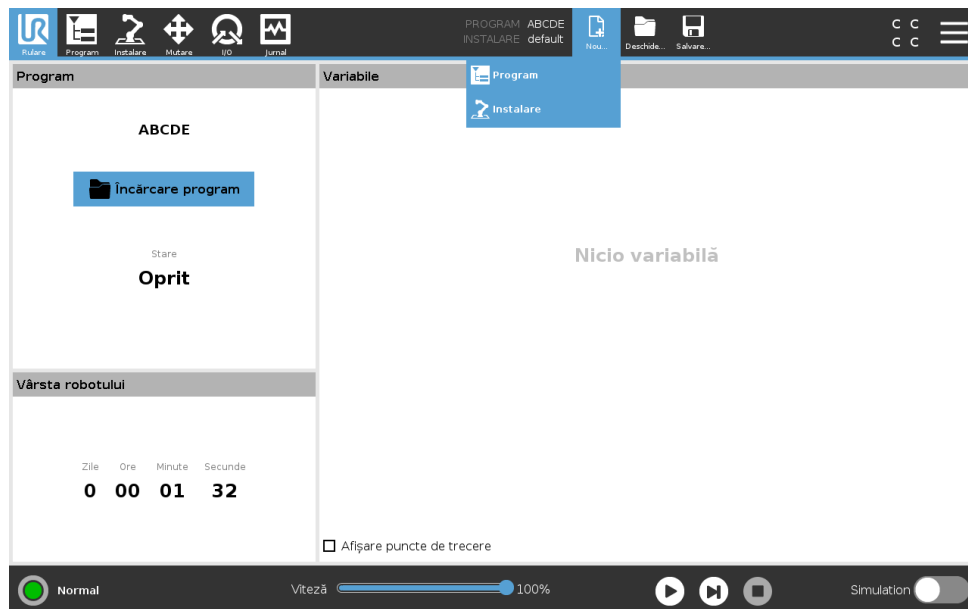 UR
Rulare
Program
Instalare
Mutare
I/O
Jurnal
PROGRAM ABCDE
INSTALARE default
Nou...
Deschide...
Salvare...
C C
C C
Program
Instalare
Program
ABCDE
Încărcare program
Stare
Oprit
Variabile
Nicio variabilă
Vârsta robotului
Zile Ore Minute Secunde
0 00 01 32
Afișare puncte de trecere
Normal
Viteză 100%
Simulation